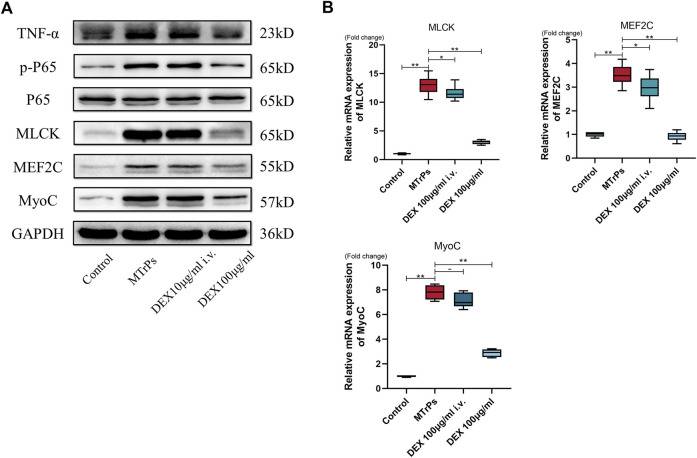 A
TNF-α 23kD
p-P65 65kD
P65 65kD
MLCK 65kD
MEF2C 55kD
MyoC 57kD
GAPDH 36kD
Control
MTrPs
DEX10μg/ml i.v.
DEX100μg/ml
B
MLCK
(Fold change)
Relative mRNA expression
of MLCK
20
15
10
5
0
**
*
**
Control
MTrPs
DEX 100μg/ml i.v.
DEX 100μg/ml
MEF2C
(Fold change)
Relative mRNA expression
of MEF2C
5
4
3
2
1
0
**
*
**
Control
MTrPs
DEX 100μg/ml i.v.
DEX 100μg/ml
MyoC
(Fold change)
Relative mRNA expression
of MyoC
10
8
6
4
2
0
**
–
**
Control
MTrPs
DEX 100μg/ml i.v.
DEX 100μg/ml